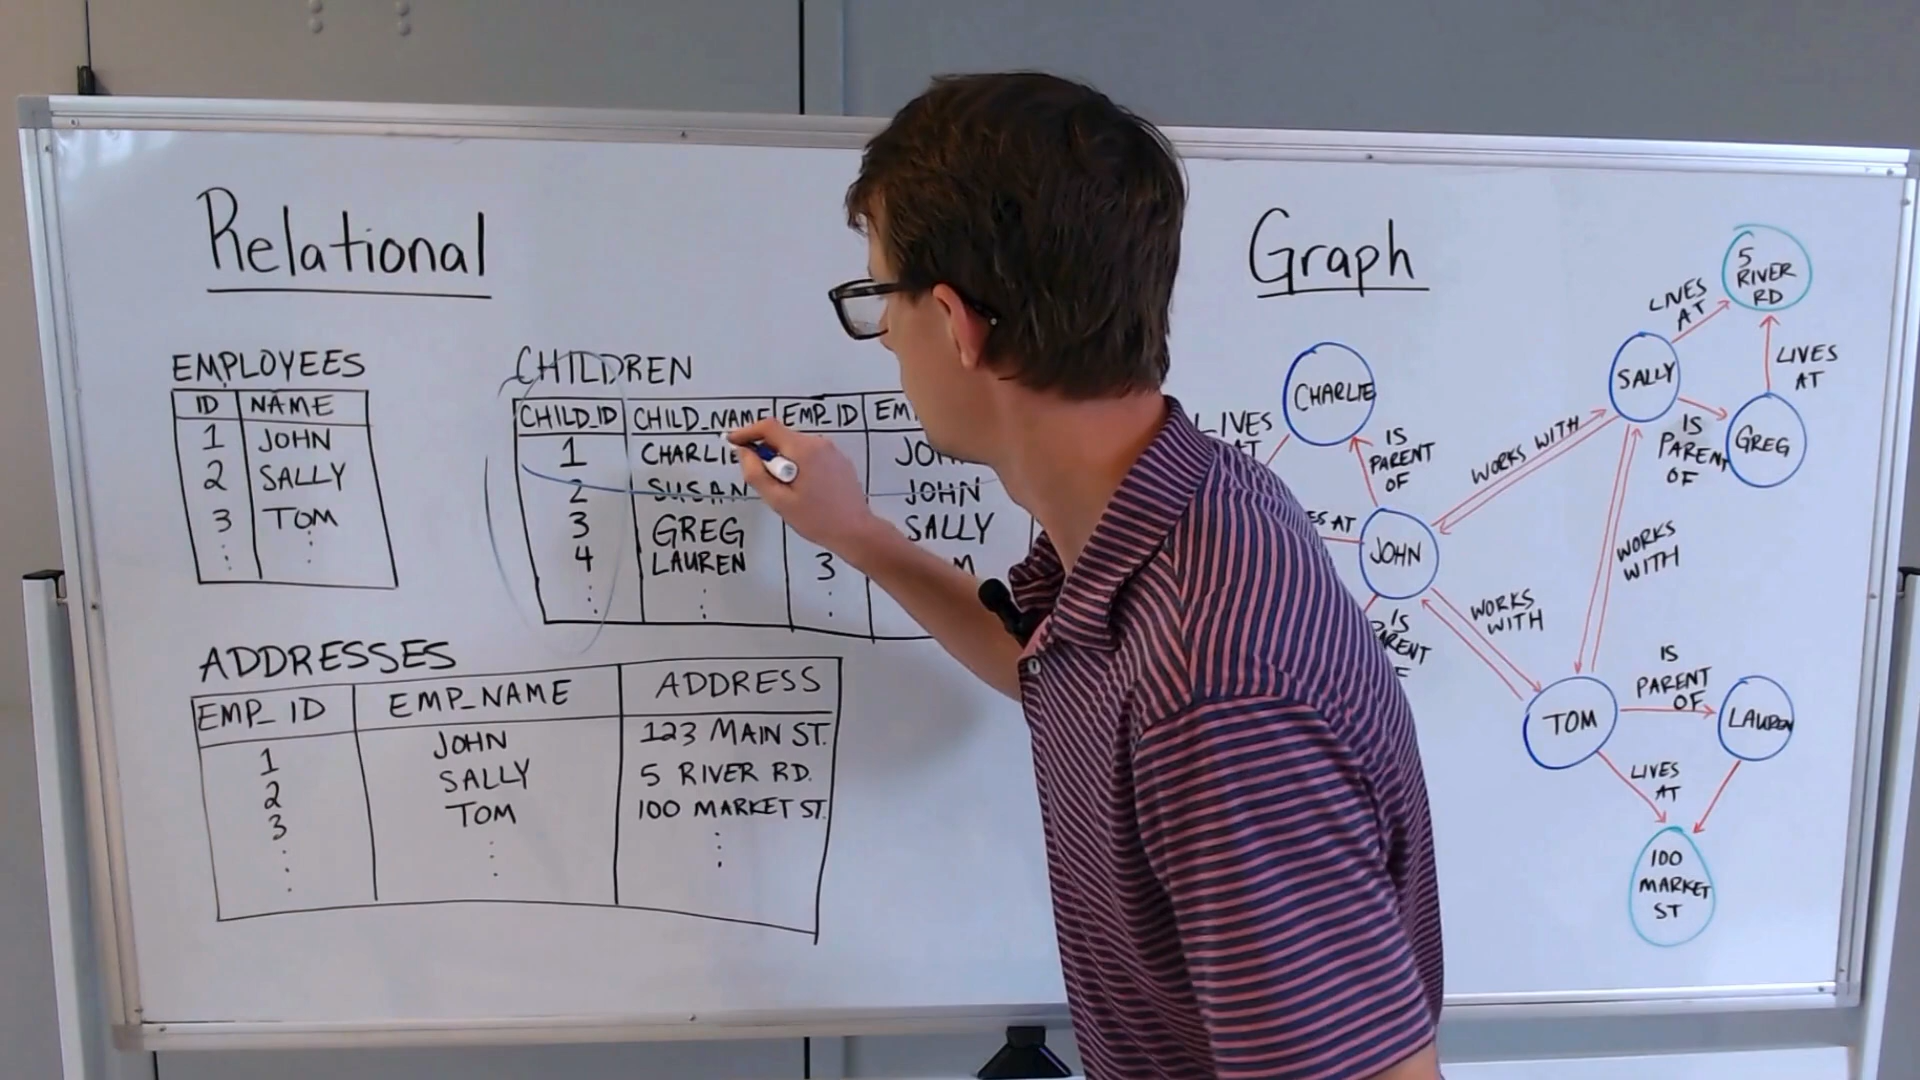 Relational
EMPLOYEES
ID NAME
1 JOHN
2 SALLY
3 TOM
CHILDREN
CHILD_ID CHILD_NAME EMP_ID
1 CHARLIE
2 SUSAN JOHN
3 GREG SALLY
4 LAUREN 3
ADDRESSES
EMP_ID EMP_NAME ADDRESS
1 JOHN 123 MAIN ST.
2 SALLY 5 RIVER RD.
3 TOM 100 MARKET ST.
Graph
5
RIVER
RD
LIVES
AT
LIVES
AT
SALLY
IS
PARENT
OF
GREG
CHARLIE
LIVES
IS
PARENT
OF
WORKS WITH
JOHN
WORKS
WITH
WORKS
WITH
IS
TOM
IS
PARENT
OF
LAUREN
LIVES
AT
100
MARKET
ST